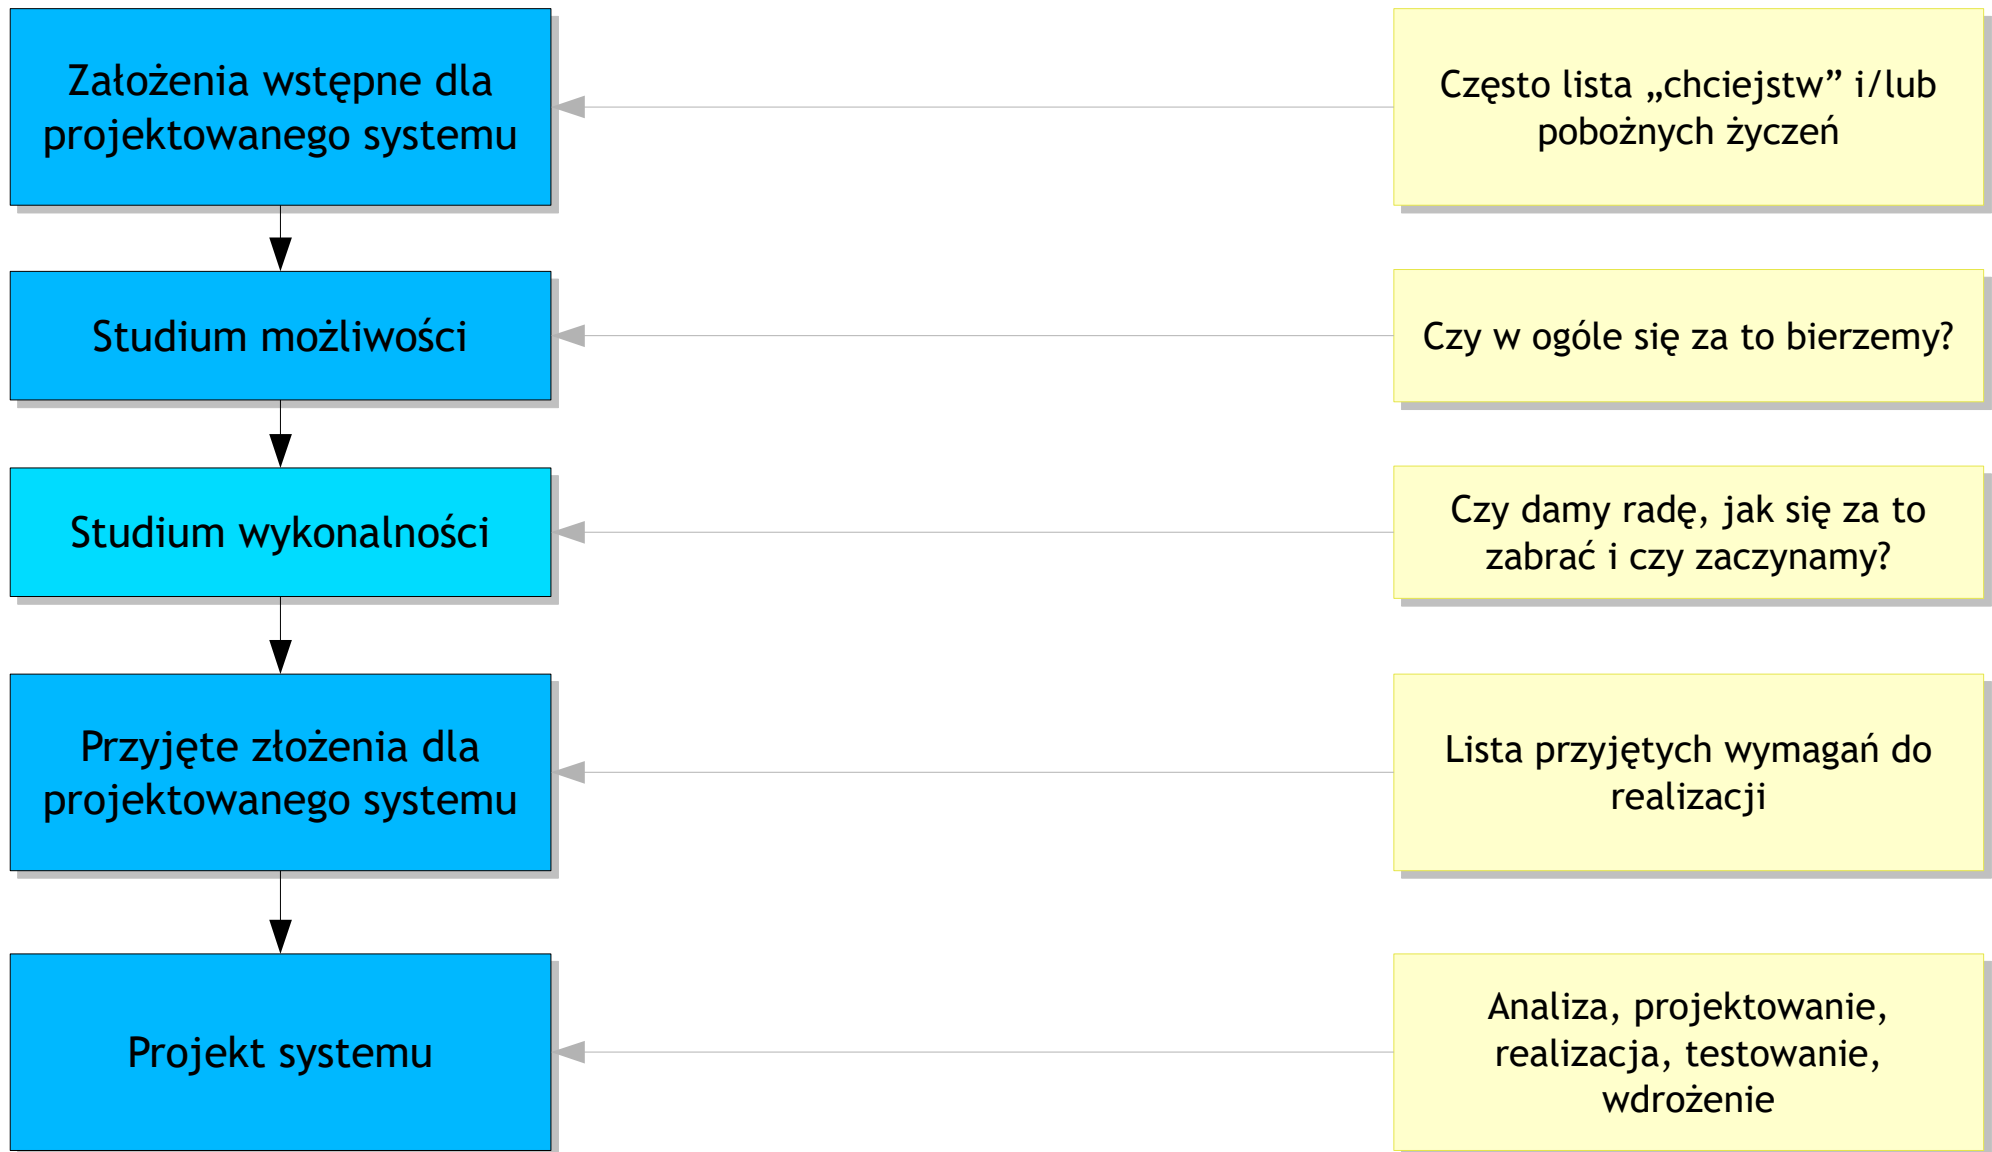 Założenia wstępne dla
projektowanego systemu
Często lista „chciejstw” i/lub
pobożnych życzeń
Studium możliwości
Czy w ogóle się za to bierzemy?
Studium wykonalności
Czy damy radę, jak się za to
zabrać i czy zaczynamy?
Przyjęte złożenia dla
projektowanego systemu
Lista przyjętych wymagań do
realizacji
Projekt systemu
Analiza, projektowanie,
realizacja, testowanie,
wdrożenie